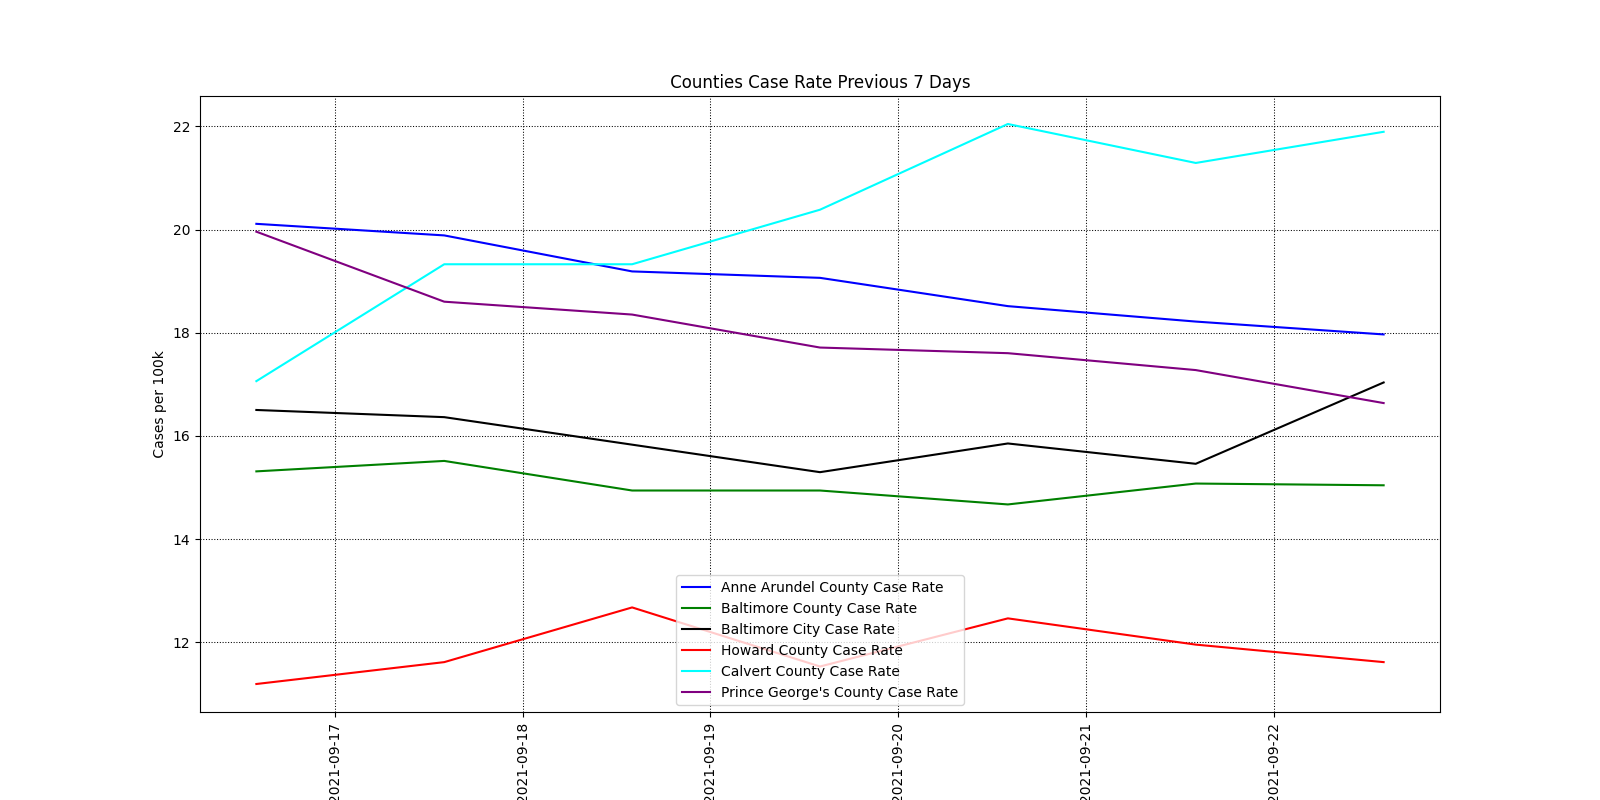 Counties Case Rate Previous 7 Days
Cases per 100k
22
20
18
16
14
12
Anne Arundel County Case Rate
Baltimore County Case Rate
Baltimore City Case Rate
Howard County Case Rate
Calvert County Case Rate
Prince George's County Case Rate
2021-09-17
2021-09-18
2021-09-19
2021-09-20
2021-09-21
2021-09-22